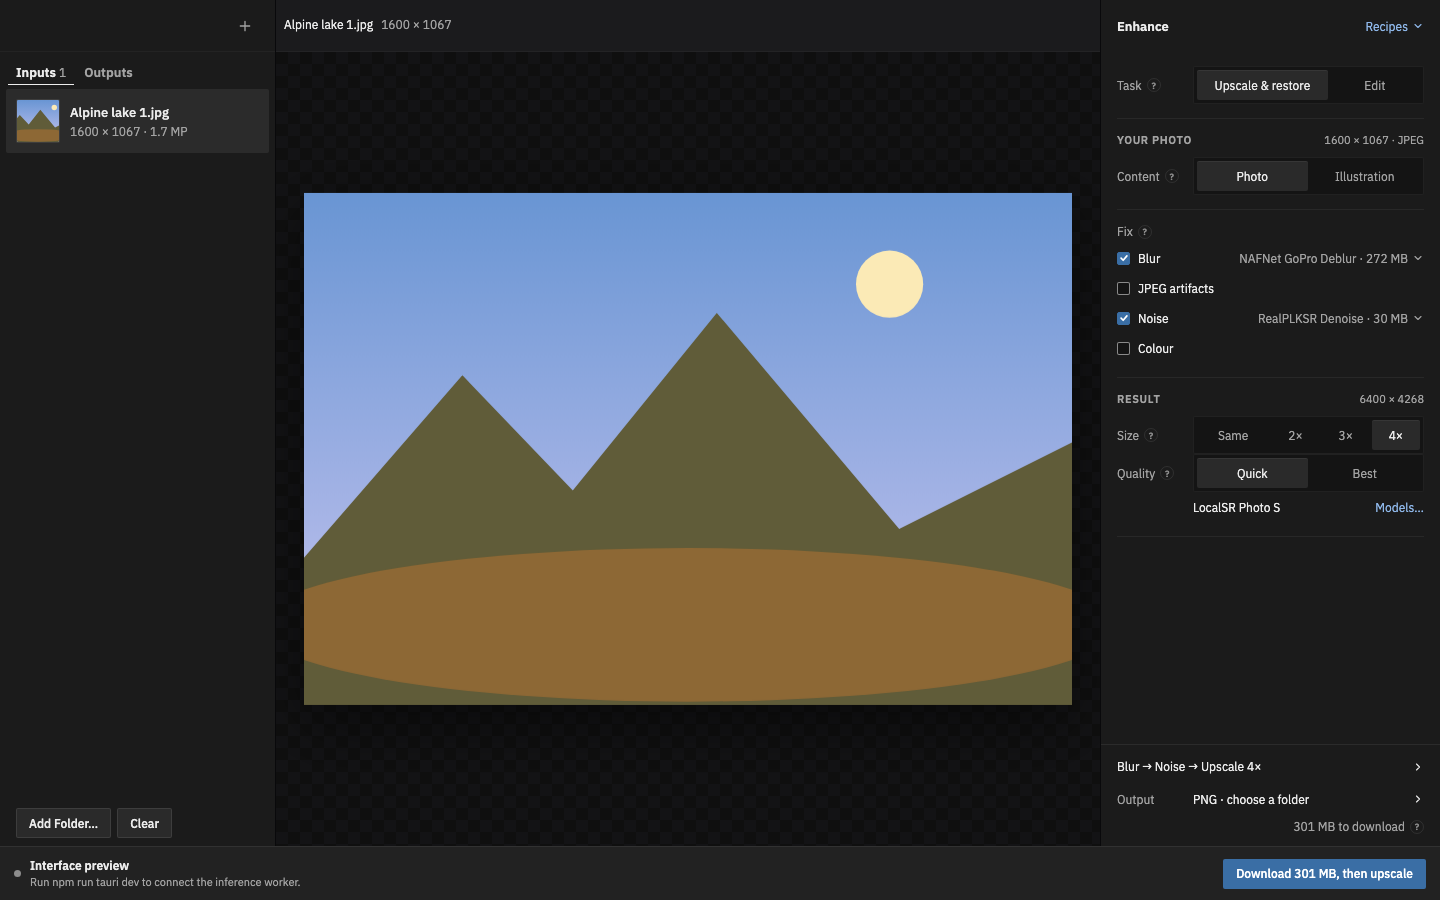 Alpine lake 1.jpg 1600 × 1067
Enhance
Recipes
Inputs 1
Outputs
Alpine lake 1.jpg
1600 × 1067 · 1.7 MP
Task ?
Upscale & restore
Edit
YOUR PHOTO
1600 × 1067 · JPEG
Content ?
Photo
Illustration
Fix ?
Blur
NAFNet GoPro Deblur · 272 MB
JPEG artifacts
Noise
RealPLKSR Denoise · 30 MB
Colour
RESULT
6400 × 4268
Size ?
Same
2×
3×
4×
Quality ?
Quick
Best
LocalSR Photo S
Models...
Blur → Noise → Upscale 4×
Output
PNG · choose a folder
301 MB to download ?
Add Folder...
Clear
Interface preview
Run npm run tauri dev to connect the inference worker.
Download 301 MB, then upscale